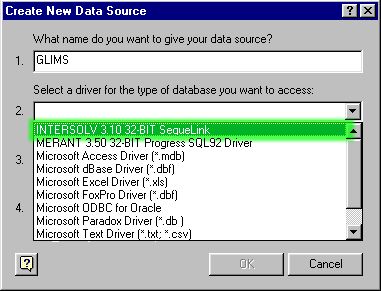 Create New Data Source
What name do you want to give your data source?
1. GLIMS
Select a driver for the type of database you want to access:
2.
INTERSOLV 3.10 32-BIT SequeLink
MERANT 3.50 32-BIT Progress SQL92 Driver
3. Microsoft Access Driver (*.mdb)
Microsoft dBase Driver (*.dbf)
Microsoft Excel Driver (*.xls)
Microsoft FoxPro Driver (*.dbf)
4. Microsoft ODBC for Oracle
Microsoft Paradox Driver (*.db )
Microsoft Text Driver (*.txt; *.csv)
OK Cancel